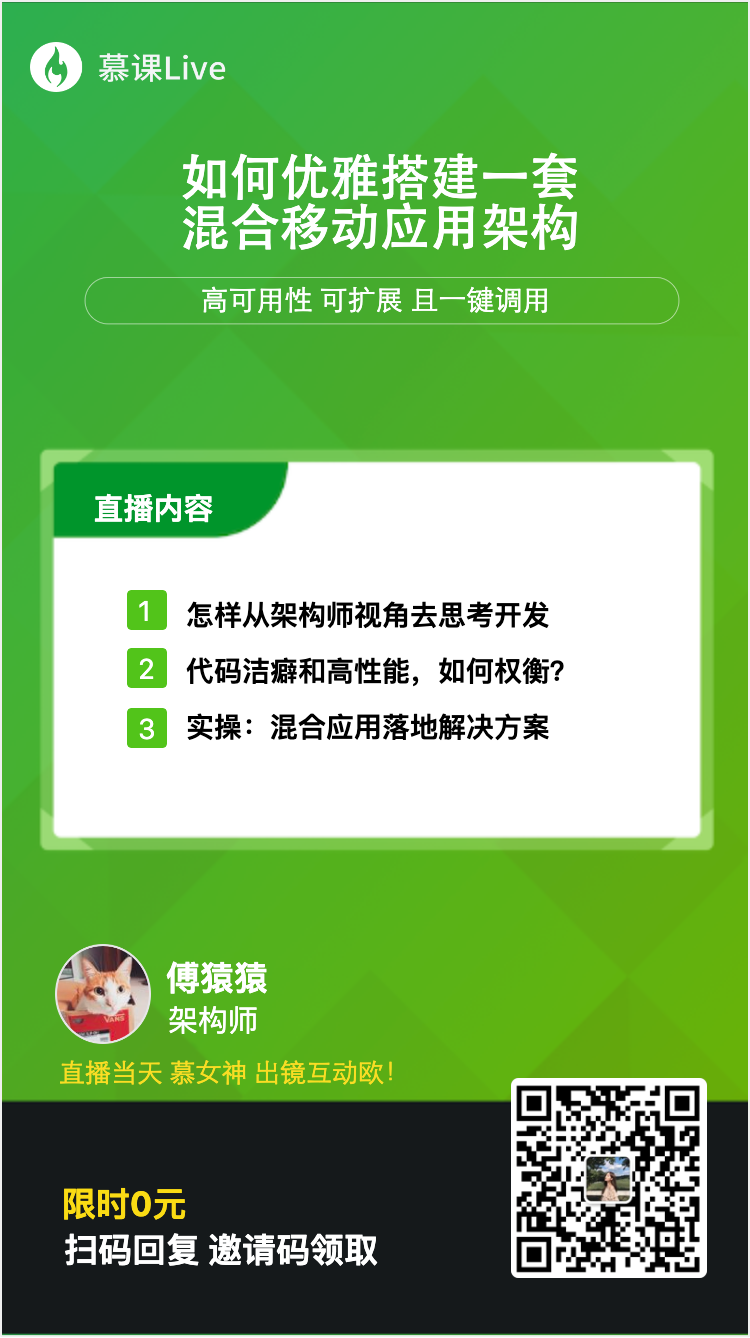 慕课Live
如何优雅搭建一套
混合移动应用架构
高可用性 可扩展 且一键调用
直播内容
1 怎样从架构师视角去思考开发
2 代码洁癖和高性能，如何权衡？
3 实操：混合应用落地解决方案
VANS
傅猿猿
架构师
直播当天 慕女神 出镜互动欧！
限时0元
扫码回复 邀请码领取